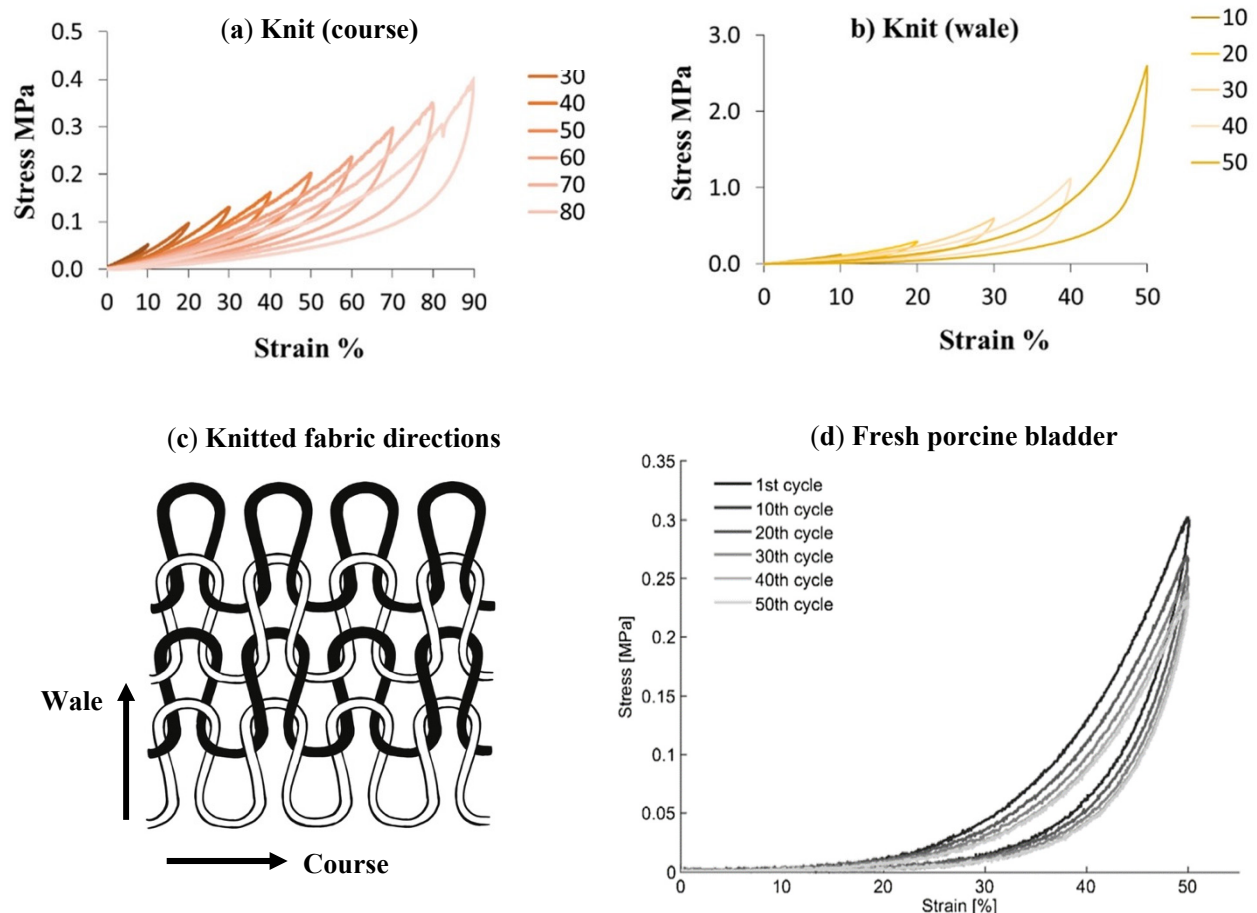 (a) Knit (course)
Stress MPa
0.5
0.4
0.3
0.2
0.1
0.0
0 10 20 30 40 50 60 70 80 90
Strain %
30
40
50
60
70
80
b) Knit (wale)
Stress MPa
3.0
2.0
1.0
0.0
0 10 20 30 40 50
Strain %
10
20
30
40
50
(c) Knitted fabric directions
Wale
Course
(d) Fresh porcine bladder
Stress [MPa]
0.35
0.3
0.25
0.2
0.15
0.1
0.05
0
0 10 20 30 40 50
Strain [%]
1st cycle
10th cycle
20th cycle
30th cycle
40th cycle
50th cycle